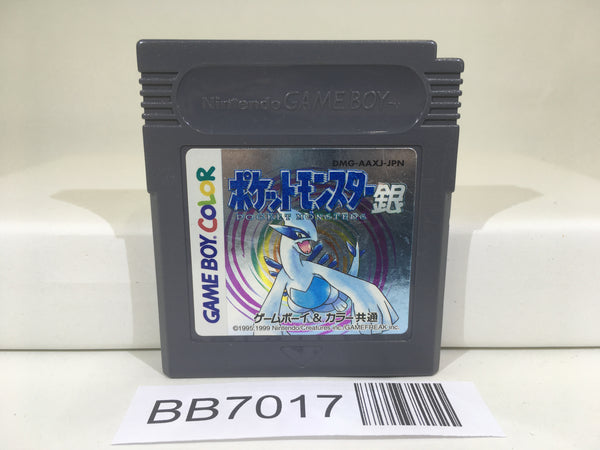 Nintendo GAME BOY
GAME BOY COLOR
DMG-AAXJ-JPN
ポケットモンスター銀
POCKET MONSTERS
ゲームボーイ&カラー共通
©1995,1999 Nintendo/Creatures inc./GAMEFREAK inc.
BB7017